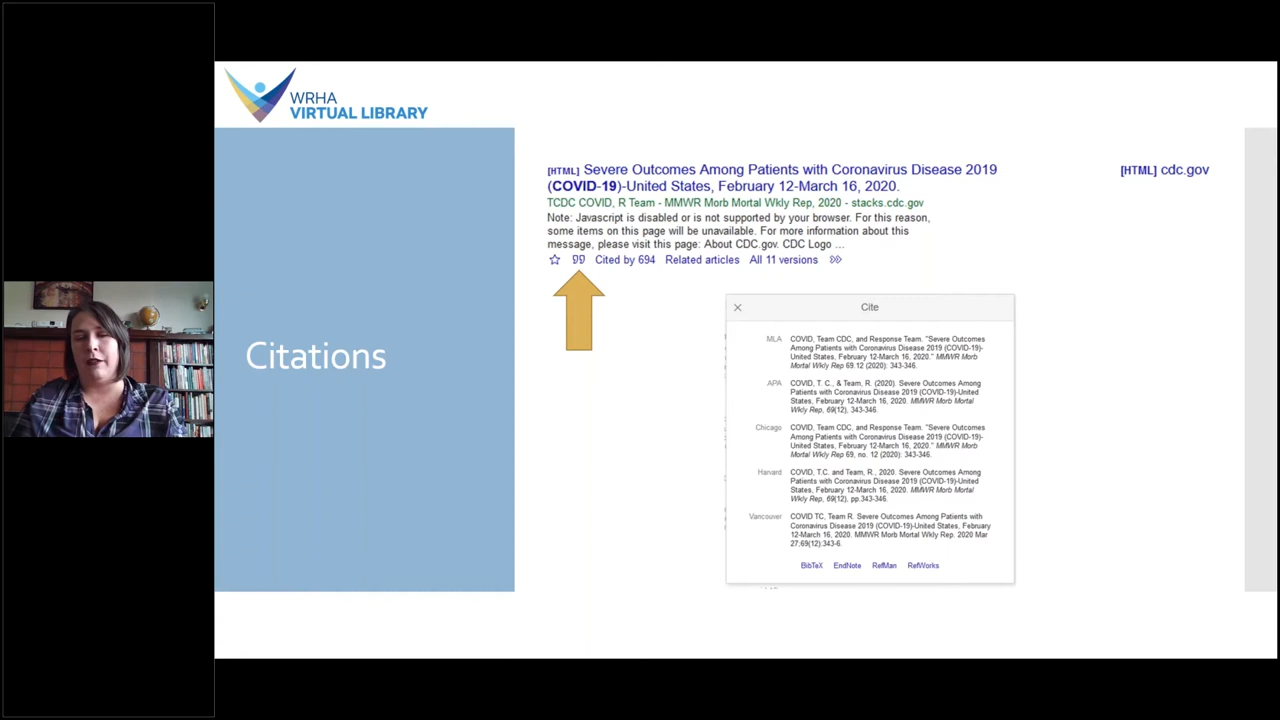 WRHA
VIRTUAL LIBRARY
Citations
[HTML] Severe Outcomes Among Patients with Coronavirus Disease 2019
(COVID-19)-United States, February 12-March 16, 2020.
[HTML] cdc.gov
TCDC COVID, R Team - MMWR Morb Mortal Wkly Rep, 2020 - stacks.cdc.gov
Note: Javascript is disabled or is not supported by your browser. For this reason,
some items on this page will be unavailable. For more information about this
message, please visit this page: About CDC.gov. CDC Logo ...
Cited by 694 Related articles All 11 versions
Cite
MLA COVID, Team CDC, and Response Team. "Severe Outcomes
Among Patients with Coronavirus Disease 2019 (COVID-19)-
United States, February 12-March 16, 2020." MMWR Morb
Mortal Wkly Rep 69.12 (2020): 343-346.
APA COVID, T. C., & Team, R. (2020). Severe Outcomes Among
Patients with Coronavirus Disease 2019 (COVID-19)-United
States, February 12-March 16, 2020. MMWR Morb Mortal
Wkly Rep, 69(12), 343-346.
Chicago COVID, Team CDC, and Response Team. "Severe Outcomes
Among Patients with Coronavirus Disease 2019 (COVID-19)-
United States, February 12-March 16, 2020." MMWR Morb
Mortal Wkly Rep 69, no. 12 (2020): 343-346.
Harvard COVID, T.C. and Team, R., 2020. Severe Outcomes Among
Patients with Coronavirus Disease 2019 (COVID-19)-United
States, February 12-March 16, 2020. MMWR Morb Mortal
Wkly Rep, 69(12), pp.343-346.
Vancouver COVID TC, Team R. Severe Outcomes Among Patients with
Coronavirus Disease 2019 (COVID-19)-United States, February
12-March 16, 2020. MMWR Morb Mortal Wkly Rep. 2020 Mar
27;69(12):343-6.
BibTeX EndNote RefMan RefWorks